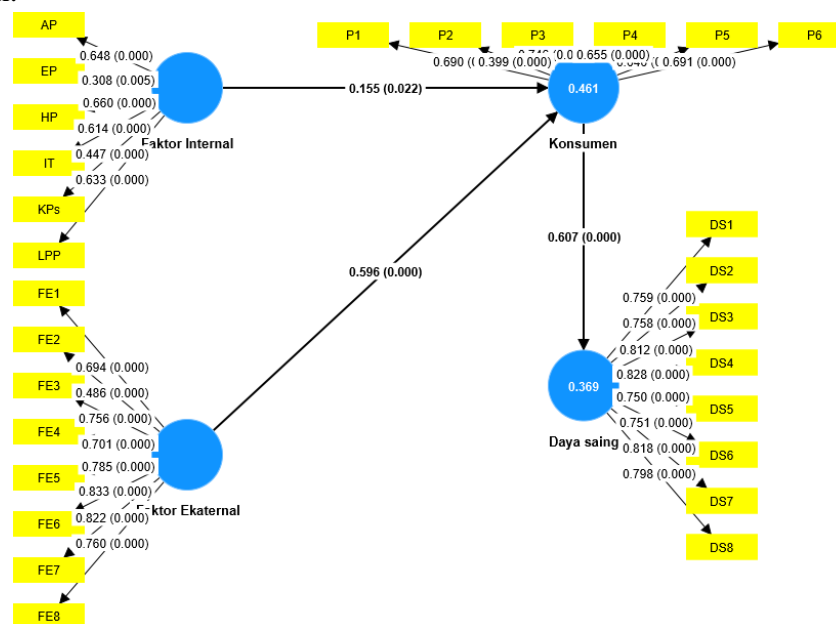 AP
EP
HP
IT
KPs
LPP
0.648 (0.000)
0.308 (0.005)
0.660 (0.000)
0.614 (0.000)
0.447 (0.000)
0.633 (0.000)
Faktor Internal
0.155 (0.022)
P1
P2
P3
P4
P5
P6
0.690 (
0.399 (0.000)
0.655 (0.000)
0.691 (0.000)
0.461
Konsumen
0.596 (0.000)
0.607 (0.000)
FE1
FE2
FE3
FE4
FE5
FE6
FE7
FE8
0.694 (0.000)
0.486 (0.000)
0.756 (0.000)
0.701 (0.000)
0.785 (0.000)
0.833 (0.000)
0.822 (0.000)
0.760 (0.000)
Faktor Ekaternal
0.369
Daya saing
0.759 (0.000)
0.758 (0.000)
0.812 (0.000)
0.828 (0.000)
0.750 (0.000)
0.751 (0.000)
0.818 (0.000)
0.798 (0.000)
DS1
DS2
DS3
DS4
DS5
DS6
DS7
DS8